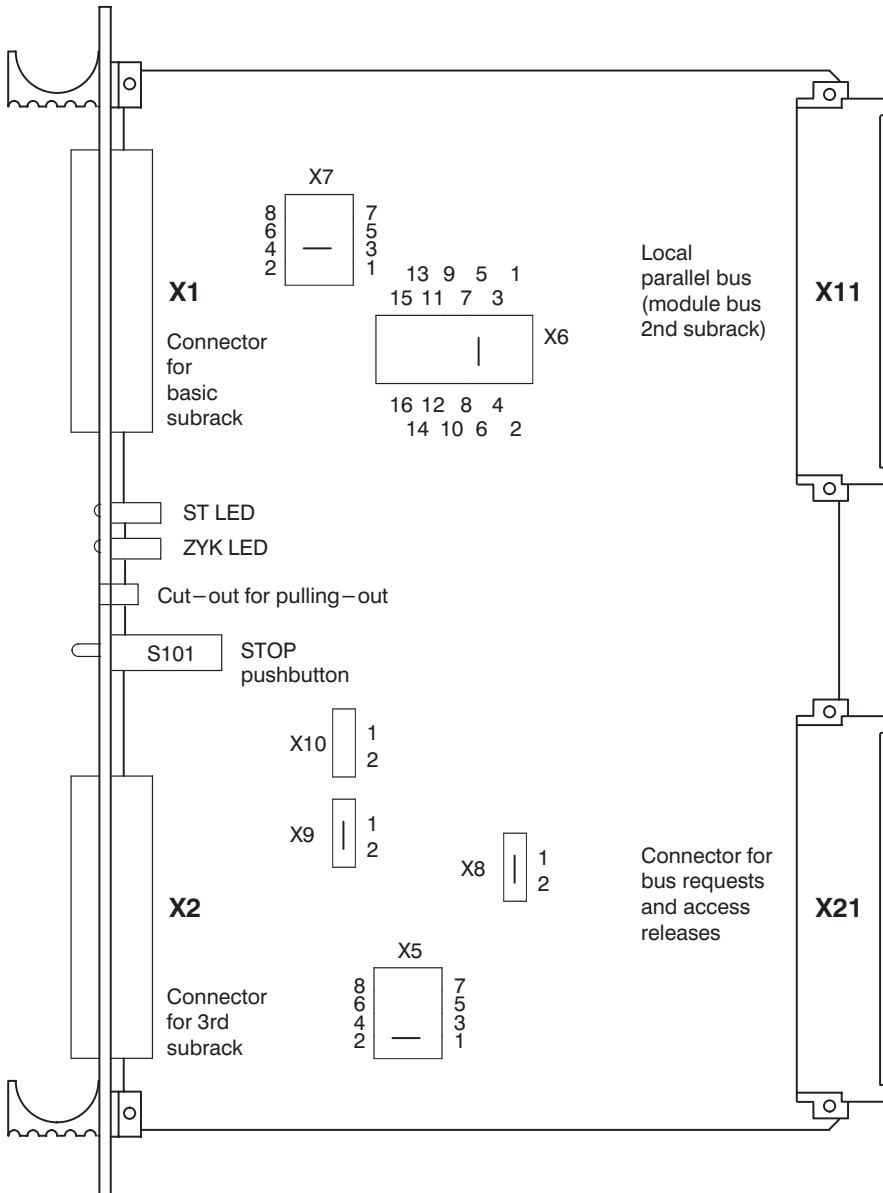 X7
8 7
6 5
4 3
2 1
13 9 5 1
15 11 7 3
X6
16 12 8 4
14 10 6 2
Local
parallel bus
(module bus
2nd subrack)
X11
X1
Connector
for
basic
subrack
ST LED
ZYK LED
Cut–out for pulling–out
S101
STOP
pushbutton
X10
1
2
X9
1
2
X8
1
2
Connector for
bus requests
and access
releases
X21
X2
Connector
for 3rd
subrack
X5
8 7
6 5
4 3
2 1